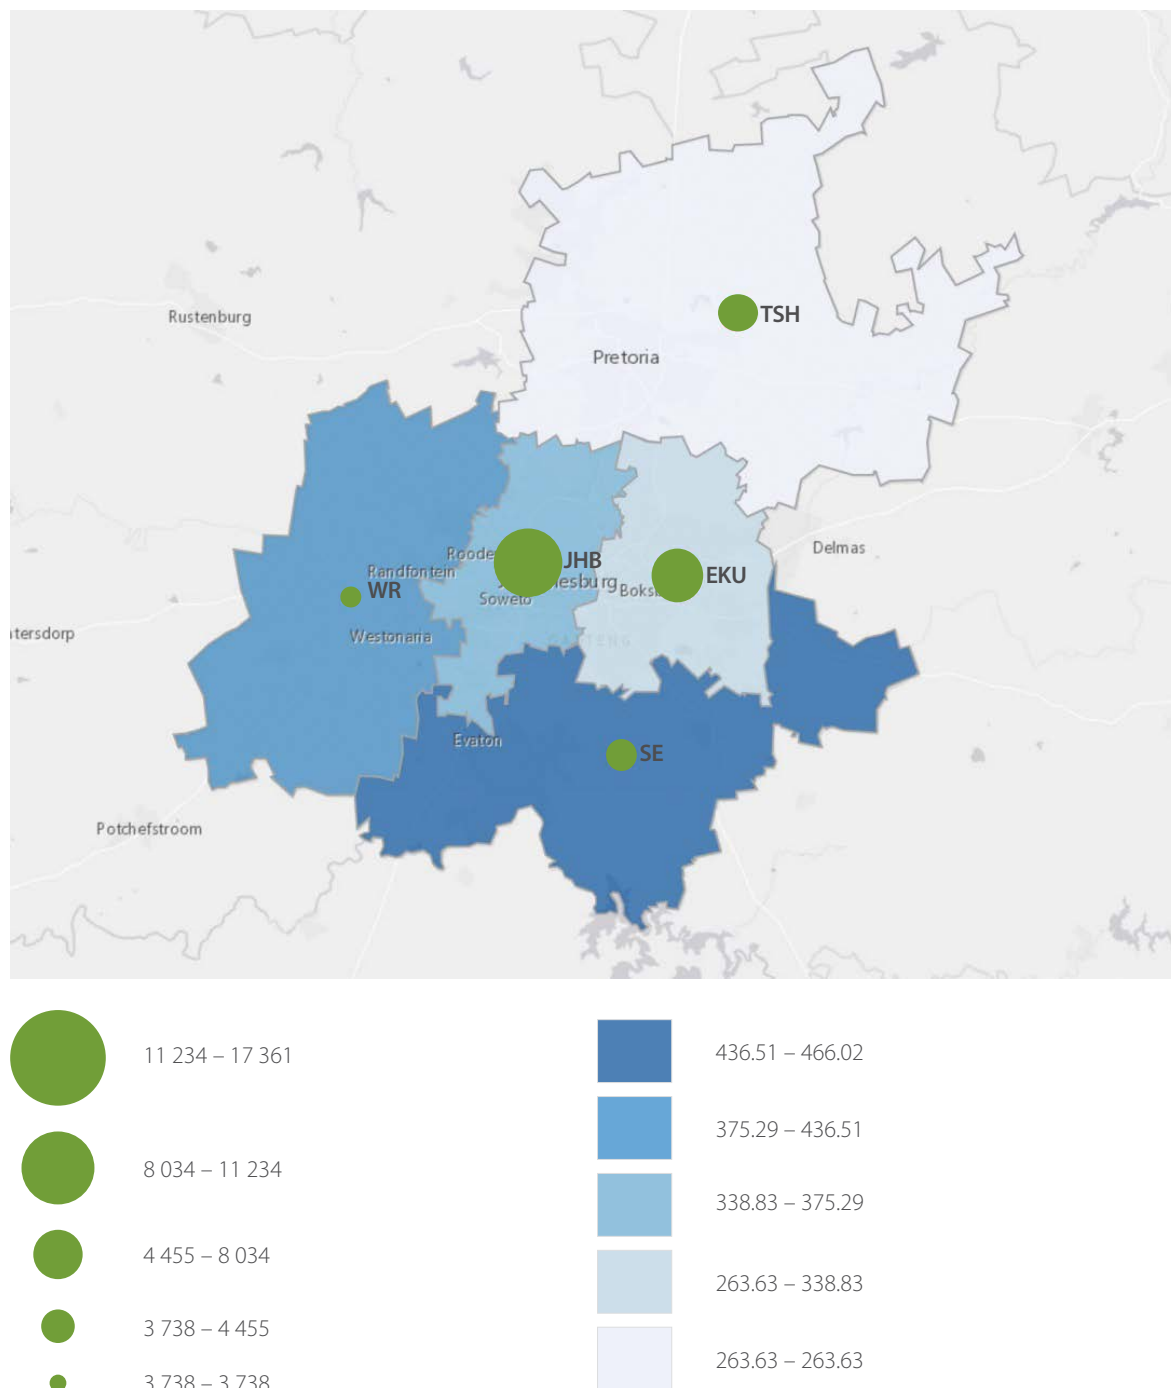 TSH
Rustenburg
Pretoria
Delmas
JHB
EKU
Randfontein
WR
Soweto
tersdorp
Westonaria
GAUTENG
Evaton
SE
Potchefstroom
11 234 – 17 361
8 034 – 11 234
4 455 – 8 034
3 738 – 4 455
3 738 – 3 738
436.51 – 466.02
375.29 – 436.51
338.83 – 375.29
263.63 – 338.83
263.63 – 263.63